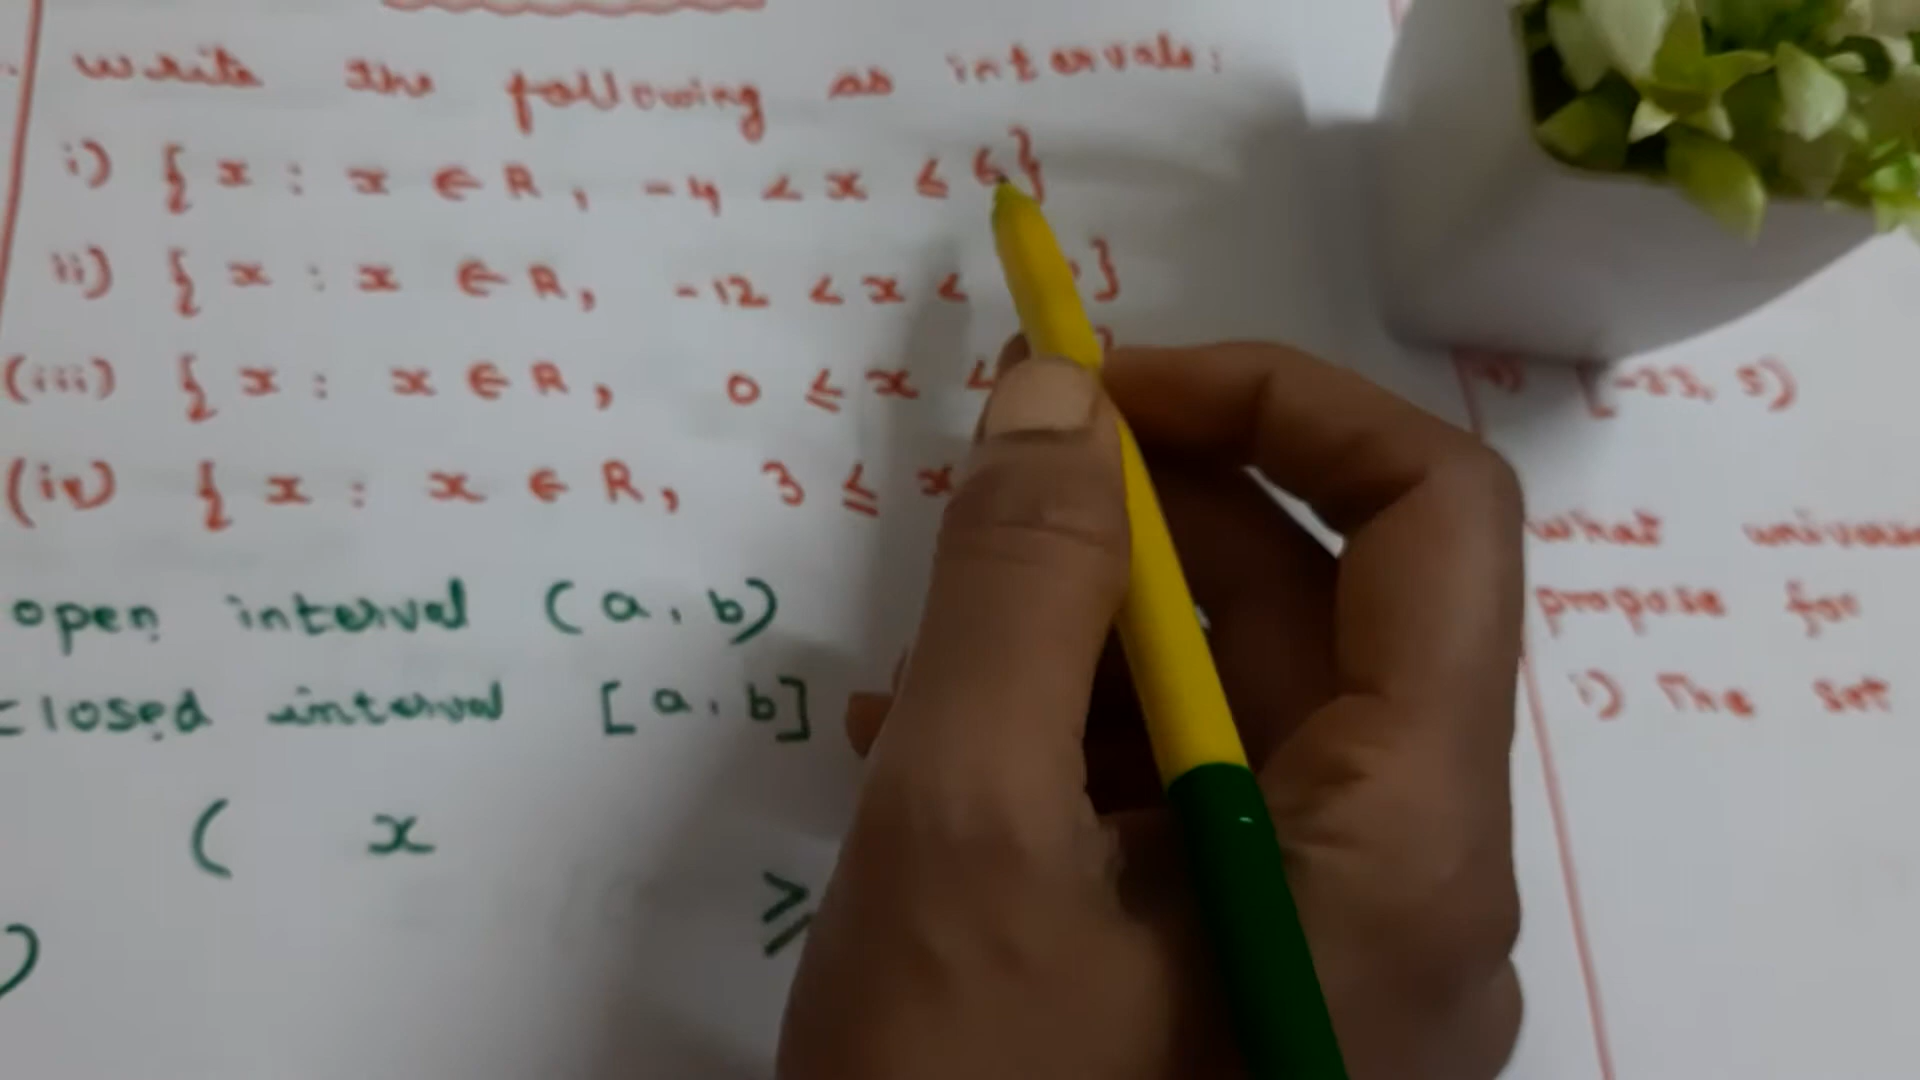 write the following as intervals:
i) { x : x ∈ R, -4 < x ≤ 6}
ii) { x : x ∈ R, -12 < x < }
(iii) { x : x ∈ R, 0 ≤ x <
(iv) { x : x ∈ R, 3 ≤ x
open interval (a, b)
closed interval [a, b]
( x
≥
)
[-23, 5)
what
propose for
i) The set